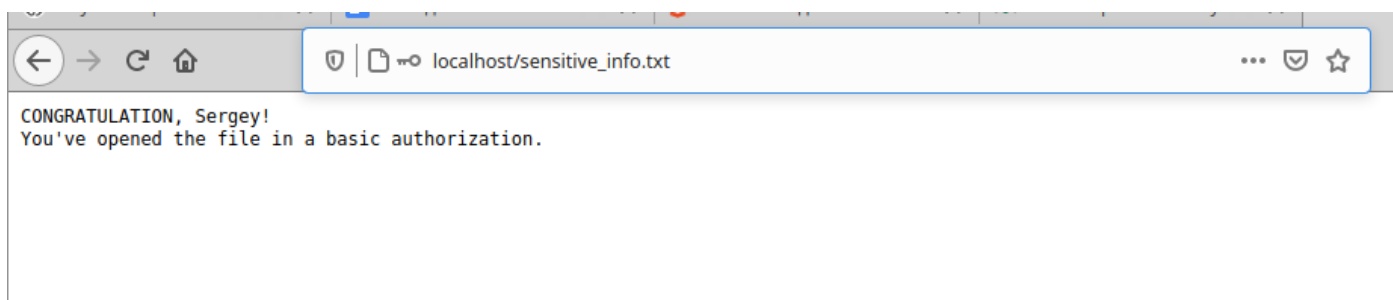 localhost/sensitive_info.txt
CONGRATULATION, Sergey!
You've opened the file in a basic authorization.